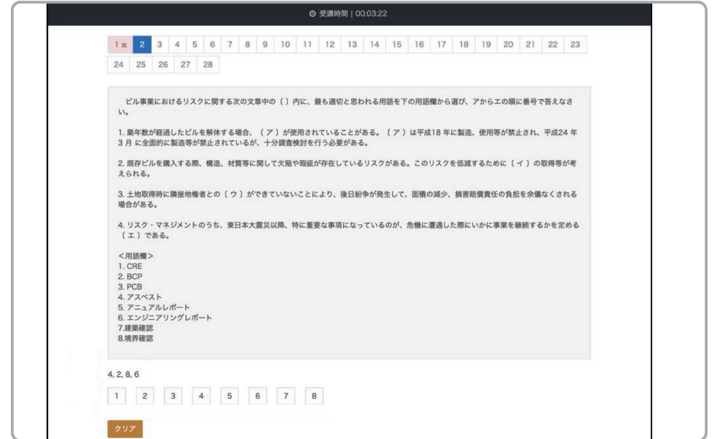 受講時間 | 00:03:22
1 × 2 3 4 5 6 7 8 9 10 11 12 13 14 15 16 17 18 19 20 21 22 23
24 25 26 27 28
ビル事業におけるリスクに関する次の文章中の〔 〕内に、最も適切と思われる用語を下の用語欄から選び、アからエの順に番号で答えなさ
い。
1. 築年数が経過したビルを解体する場合、〔 ア 〕が使用されていることがある。〔 ア 〕は平成18 年に製造、使用等が禁止され、平成24 年
3 月 に全面的に製造等が禁止されているが、十分調査検討を行う必要がある。
2. 既存ビルを購入する際、構造、材質等に関して欠陥や瑕疵が存在しているリスクがある。このリスクを低減するために〔 イ 〕の取得等が考
えられる。
3. 土地取得時に隣接地権者との〔 ウ 〕ができていないことにより、後日紛争が発生して、面積の減少、損害賠償責任の負担を余儀なくされる
場合がある。
4. リスク・マネジメントのうち、東日本大震災以降、特に重要な事項になっているのが、危機に遭遇した際にいかに事業を継続するかを定める
〔 エ 〕である。
＜用語欄＞
1. CRE
2. BCP
3. PCB
4. アスベスト
5. アニュアルレポート
6. エンジニアリングレポート
7.建築確認
8.境界確認
4, 2, 8, 6
1 2 3 4 5 6 7 8
クリア